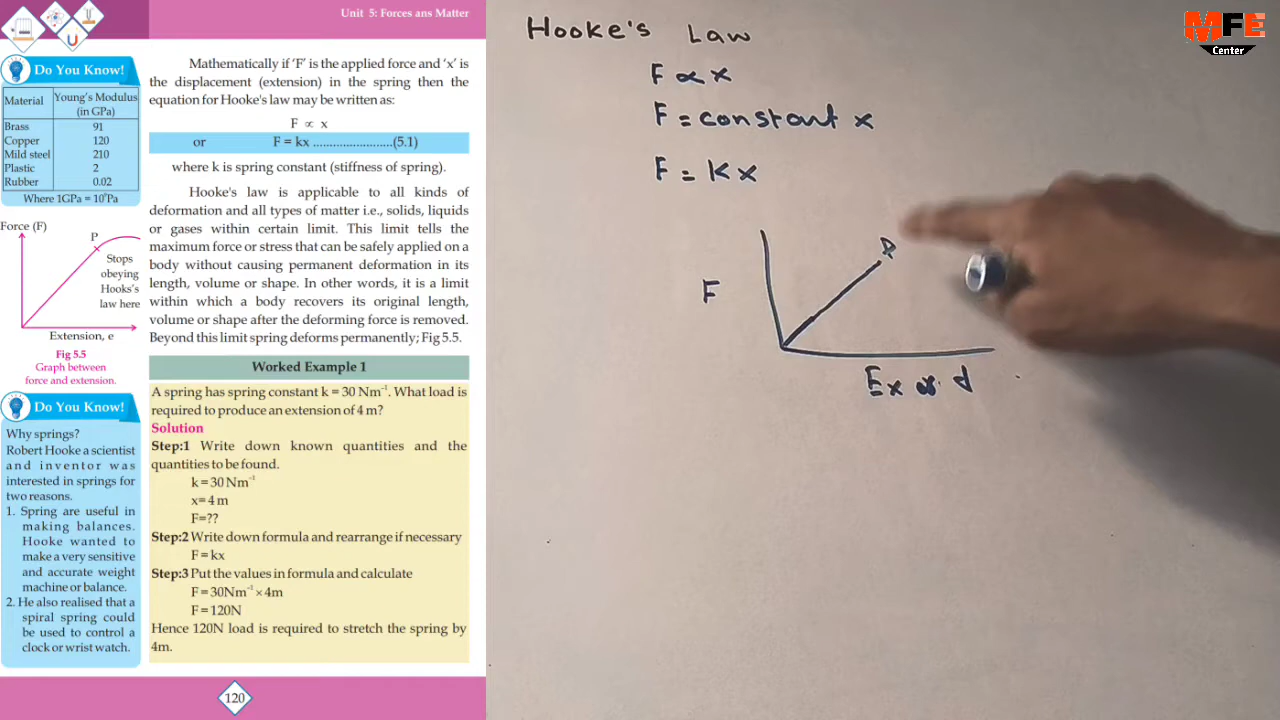 Unit 5: Forces ans Matter
Do You Know!
Material Young's Modulus (in GPa)
Brass 91
Copper 120
Mild steel 210
Plastic 2
Rubber 0.02
Where 1GPa = 10⁹Pa
Force (F)
P
Stops
obeying
Hooks's
law here
Extension, e
Fig 5.5
Graph between
force and extension.
Do You Know!
Why springs?
Robert Hooke a scientist
and inventor was
interested in springs for
two reasons.
1. Spring are useful in
making balances.
Hooke wanted to
make a very sensitive
and accurate weight
machine or balance.
2. He also realised that a
spiral spring could
be used to control a
clock or wrist watch.
Mathematically if 'F' is the applied force and 'x' is
the displacement (extension) in the spring then the
equation for Hooke's law may be written as:
F ∝ x
or F = kx ........................(5.1)
where k is spring constant (stiffness of spring).
Hooke's law is applicable to all kinds of
deformation and all types of matter i.e., solids, liquids
or gases within certain limit. This limit tells the
maximum force or stress that can be safely applied on a
body without causing permanent deformation in its
length, volume or shape. In other words, it is a limit
within which a body recovers its original length,
volume or shape after the deforming force is removed.
Beyond this limit spring deforms permanently; Fig 5.5.
Worked Example 1
A spring has spring constant k = 30 Nm⁻¹. What load is
required to produce an extension of 4 m?
Solution
Step:1 Write down known quantities and the
quantities to be found.
k = 30 Nm⁻¹
x= 4 m
F=??
Step:2 Write down formula and rearrange if necessary
F = kx
Step:3 Put the values in formula and calculate
F = 30Nm⁻¹ × 4m
F = 120N
Hence 120N load is required to stretch the spring by
4m.
120
Hooke's Law
F ∝ x
F = constant x
F = kx
F
Ex or d
MFE
Center